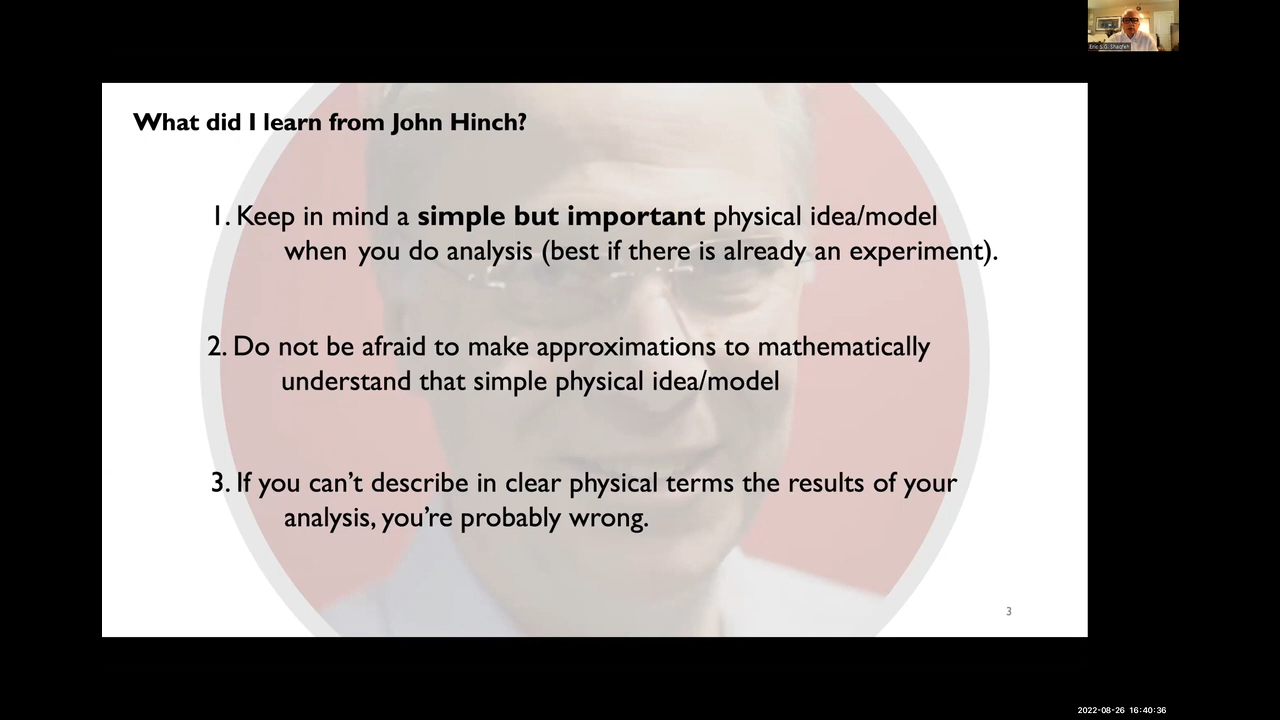 Eric S.G. Shaqfeh
What did I learn from John Hinch?
1. Keep in mind a simple but important physical idea/model
when you do analysis (best if there is already an experiment).
2. Do not be afraid to make approximations to mathematically
understand that simple physical idea/model
3. If you can’t describe in clear physical terms the results of your
analysis, you’re probably wrong.
3
2022-08-26 16:40:36